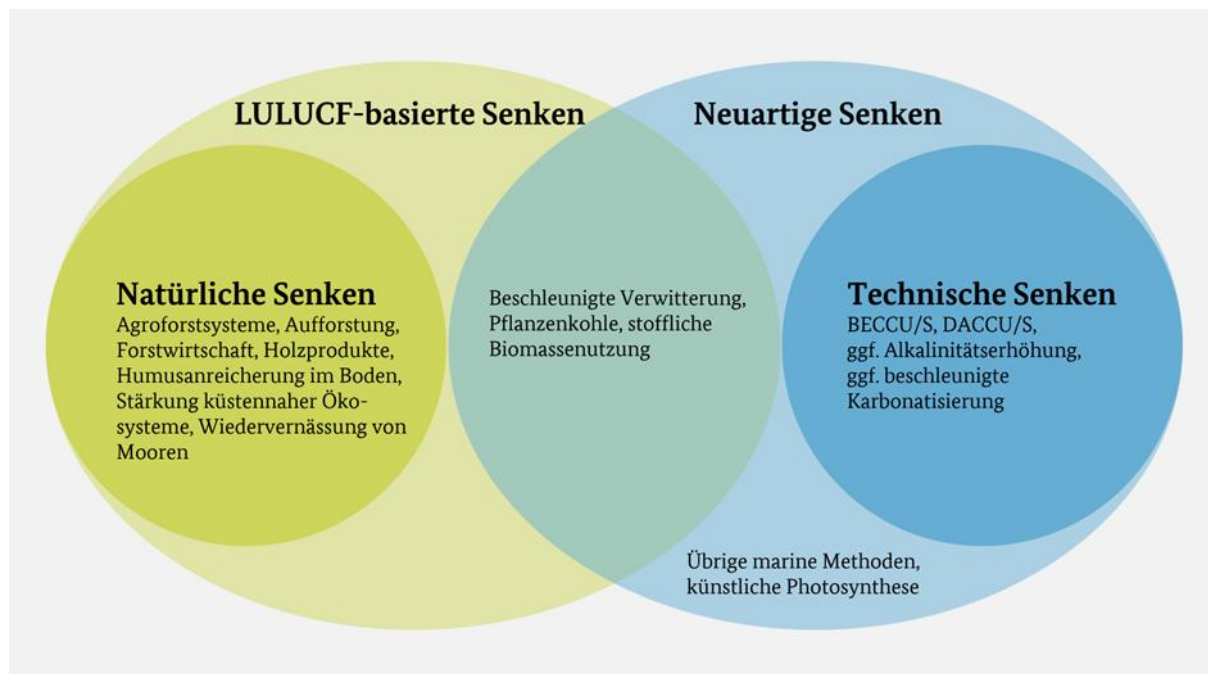 LULUCF-basierte Senken
Neuartige Senken
Natürliche Senken
Agroforstsysteme, Aufforstung,
Forstwirtschaft, Holzprodukte,
Humusanreicherung im Boden,
Stärkung küstennaher Öko-
systeme, Wiedervernässung von
Mooren
Beschleunigte Verwitterung,
Pflanzenkohle, stoffliche
Biomassenutzung
Technische Senken
BECCU/S, DACCU/S,
ggf. Alkalinitätserhöhung,
ggf. beschleunigte
Karbonatisierung
Übrige marine Methoden,
künstliche Photosynthese